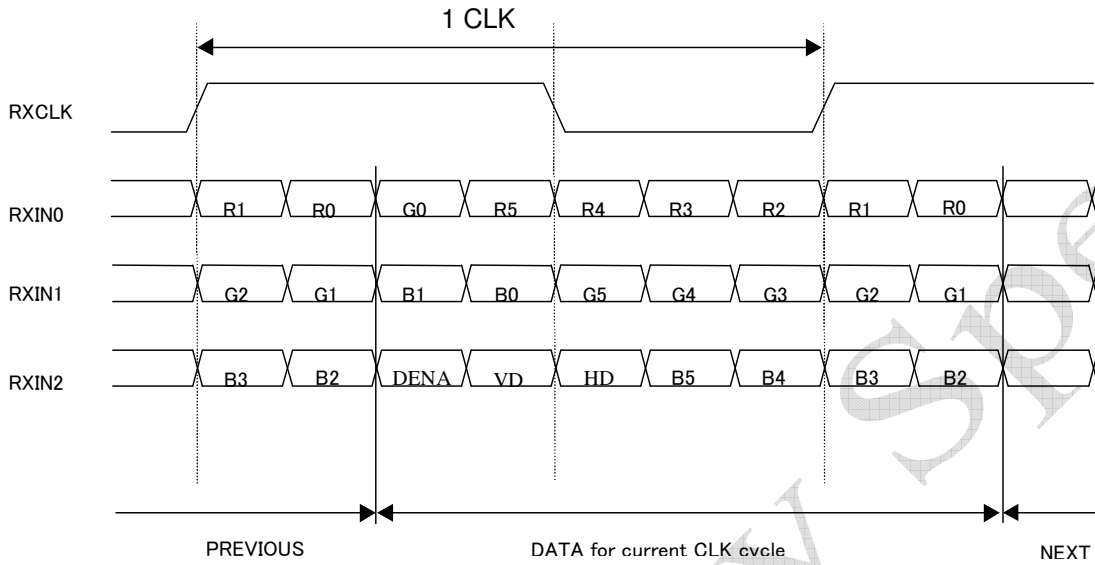 1 CLK
RXCLK
RXIN0 R1 R0 G0 R5 R4 R3 R2 R1 R0
RXIN1 G2 G1 B1 B0 G5 G4 G3 G2 G1
RXIN2 B3 B2 DENA VD HD B5 B4 B3 B2
PREVIOUS DATA for current CLK cycle NEXT
y Spe